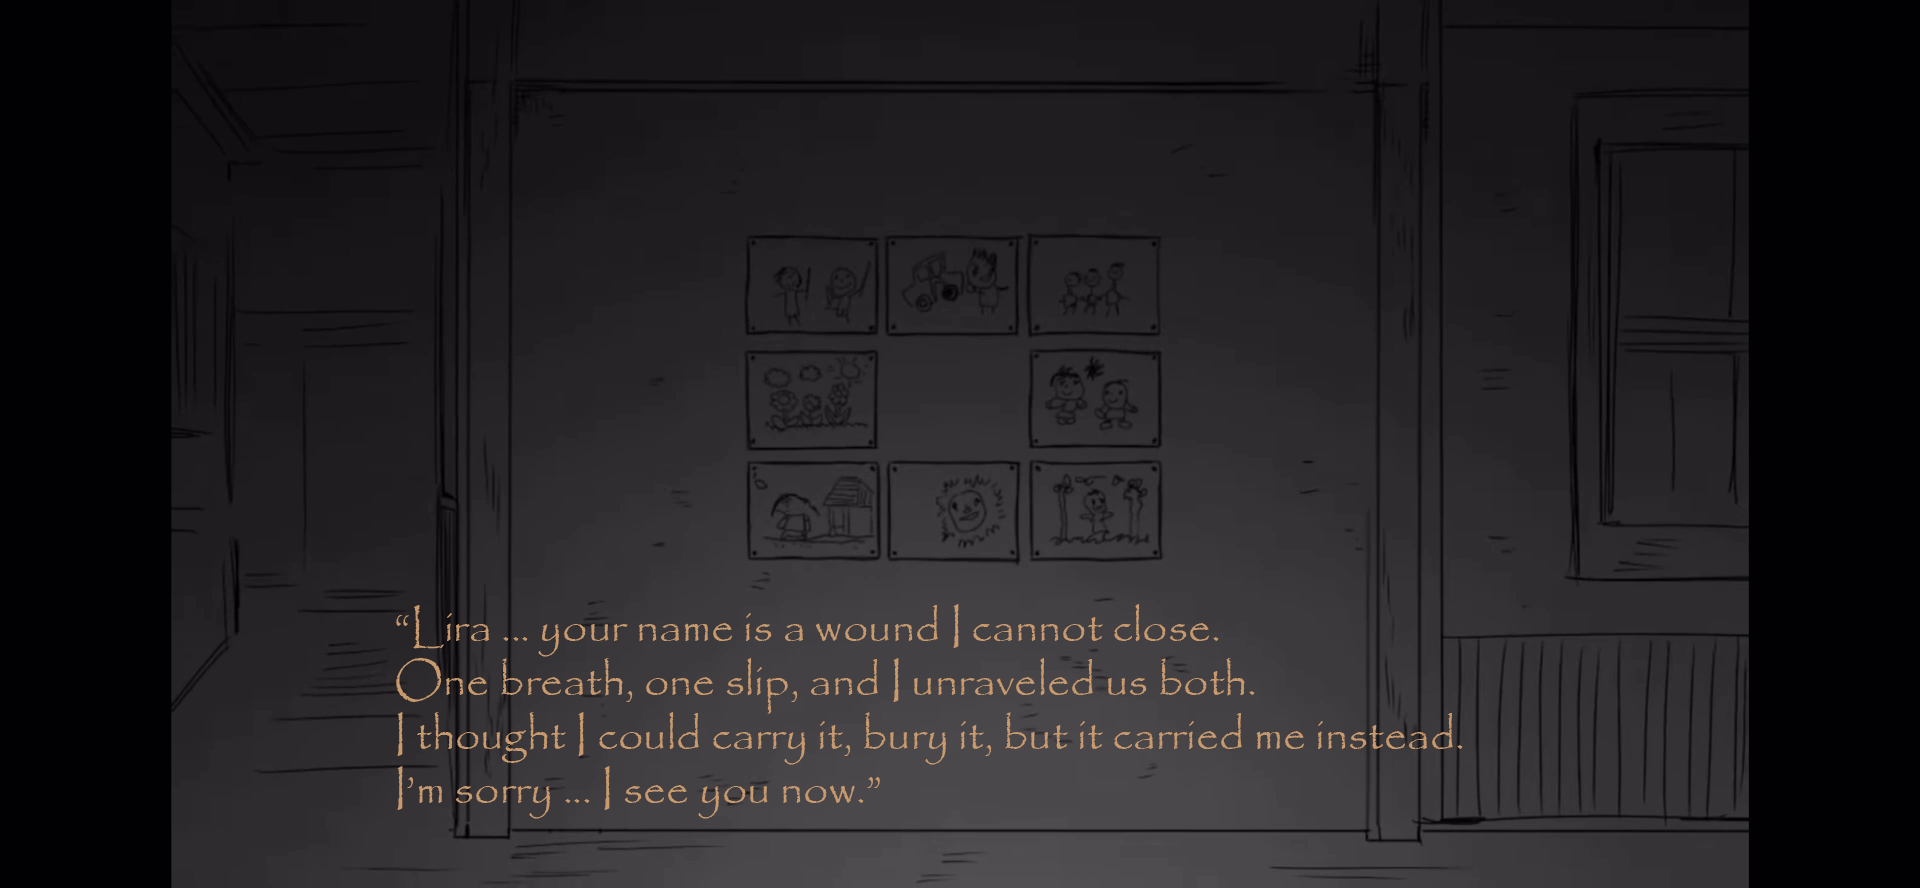 “Lira ... your name is a wound I cannot close.
One breath, one slip, and I unraveled us both.
I thought I could carry it, bury it, but it carried me instead.
I’m sorry ... I see you now.”